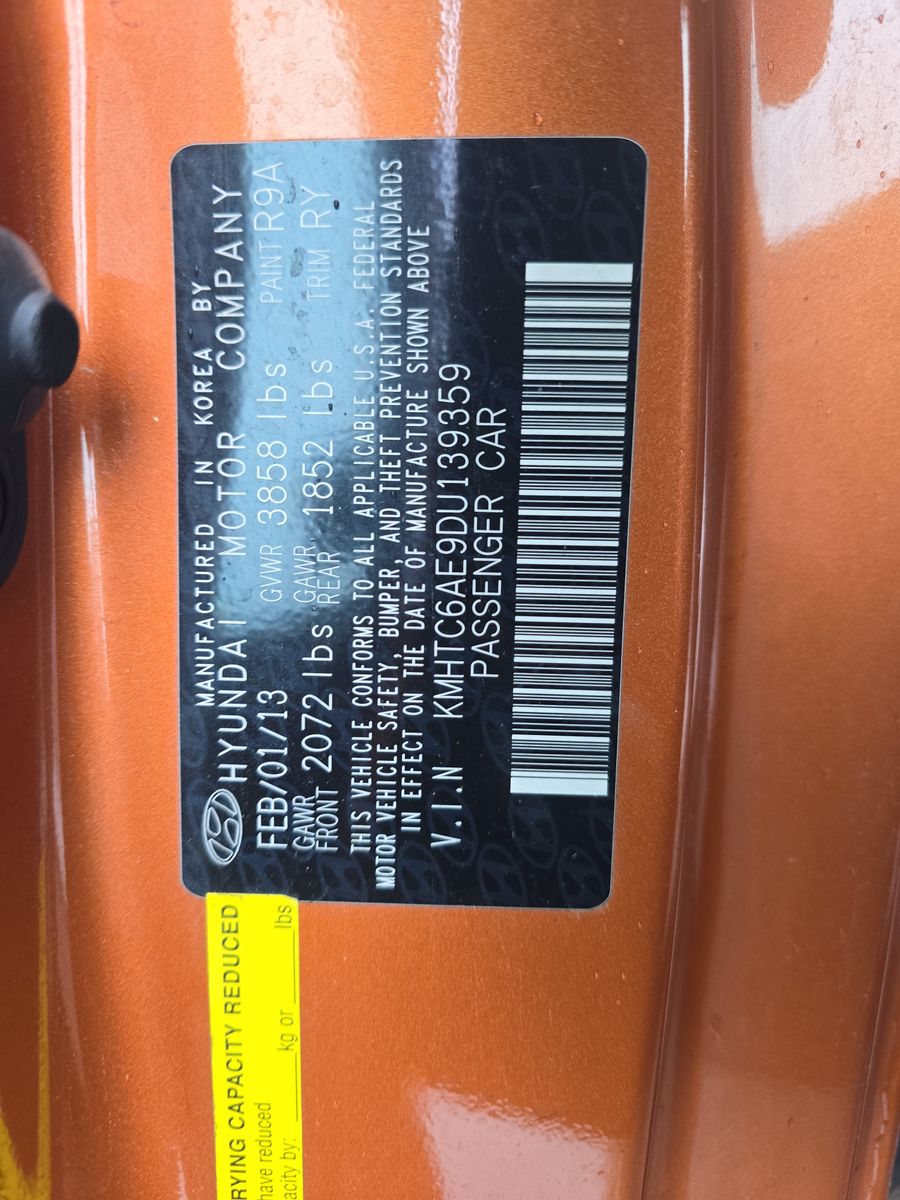 MANUFACTURED IN KOREA BY
HYUNDAI MOTOR COMPANY
FEB/01/13 GVWR 3858 lbs PAINT R9A
GAWR FRONT 2072 lbs GAWR REAR 1852 lbs TRIM RY
THIS VEHICLE CONFORMS TO ALL APPLICABLE U.S.A. FEDERAL
MOTOR VEHICLE SAFETY, BUMPER, AND THEFT PREVENTION STANDARDS
IN EFFECT ON THE DATE OF MANUFACTURE SHOWN ABOVE
V.I.N KMHTC6AE9DU139359
PASSENGER CAR
RYING CAPACITY REDUCED
have reduced
acity by: ____kg or ____lbs